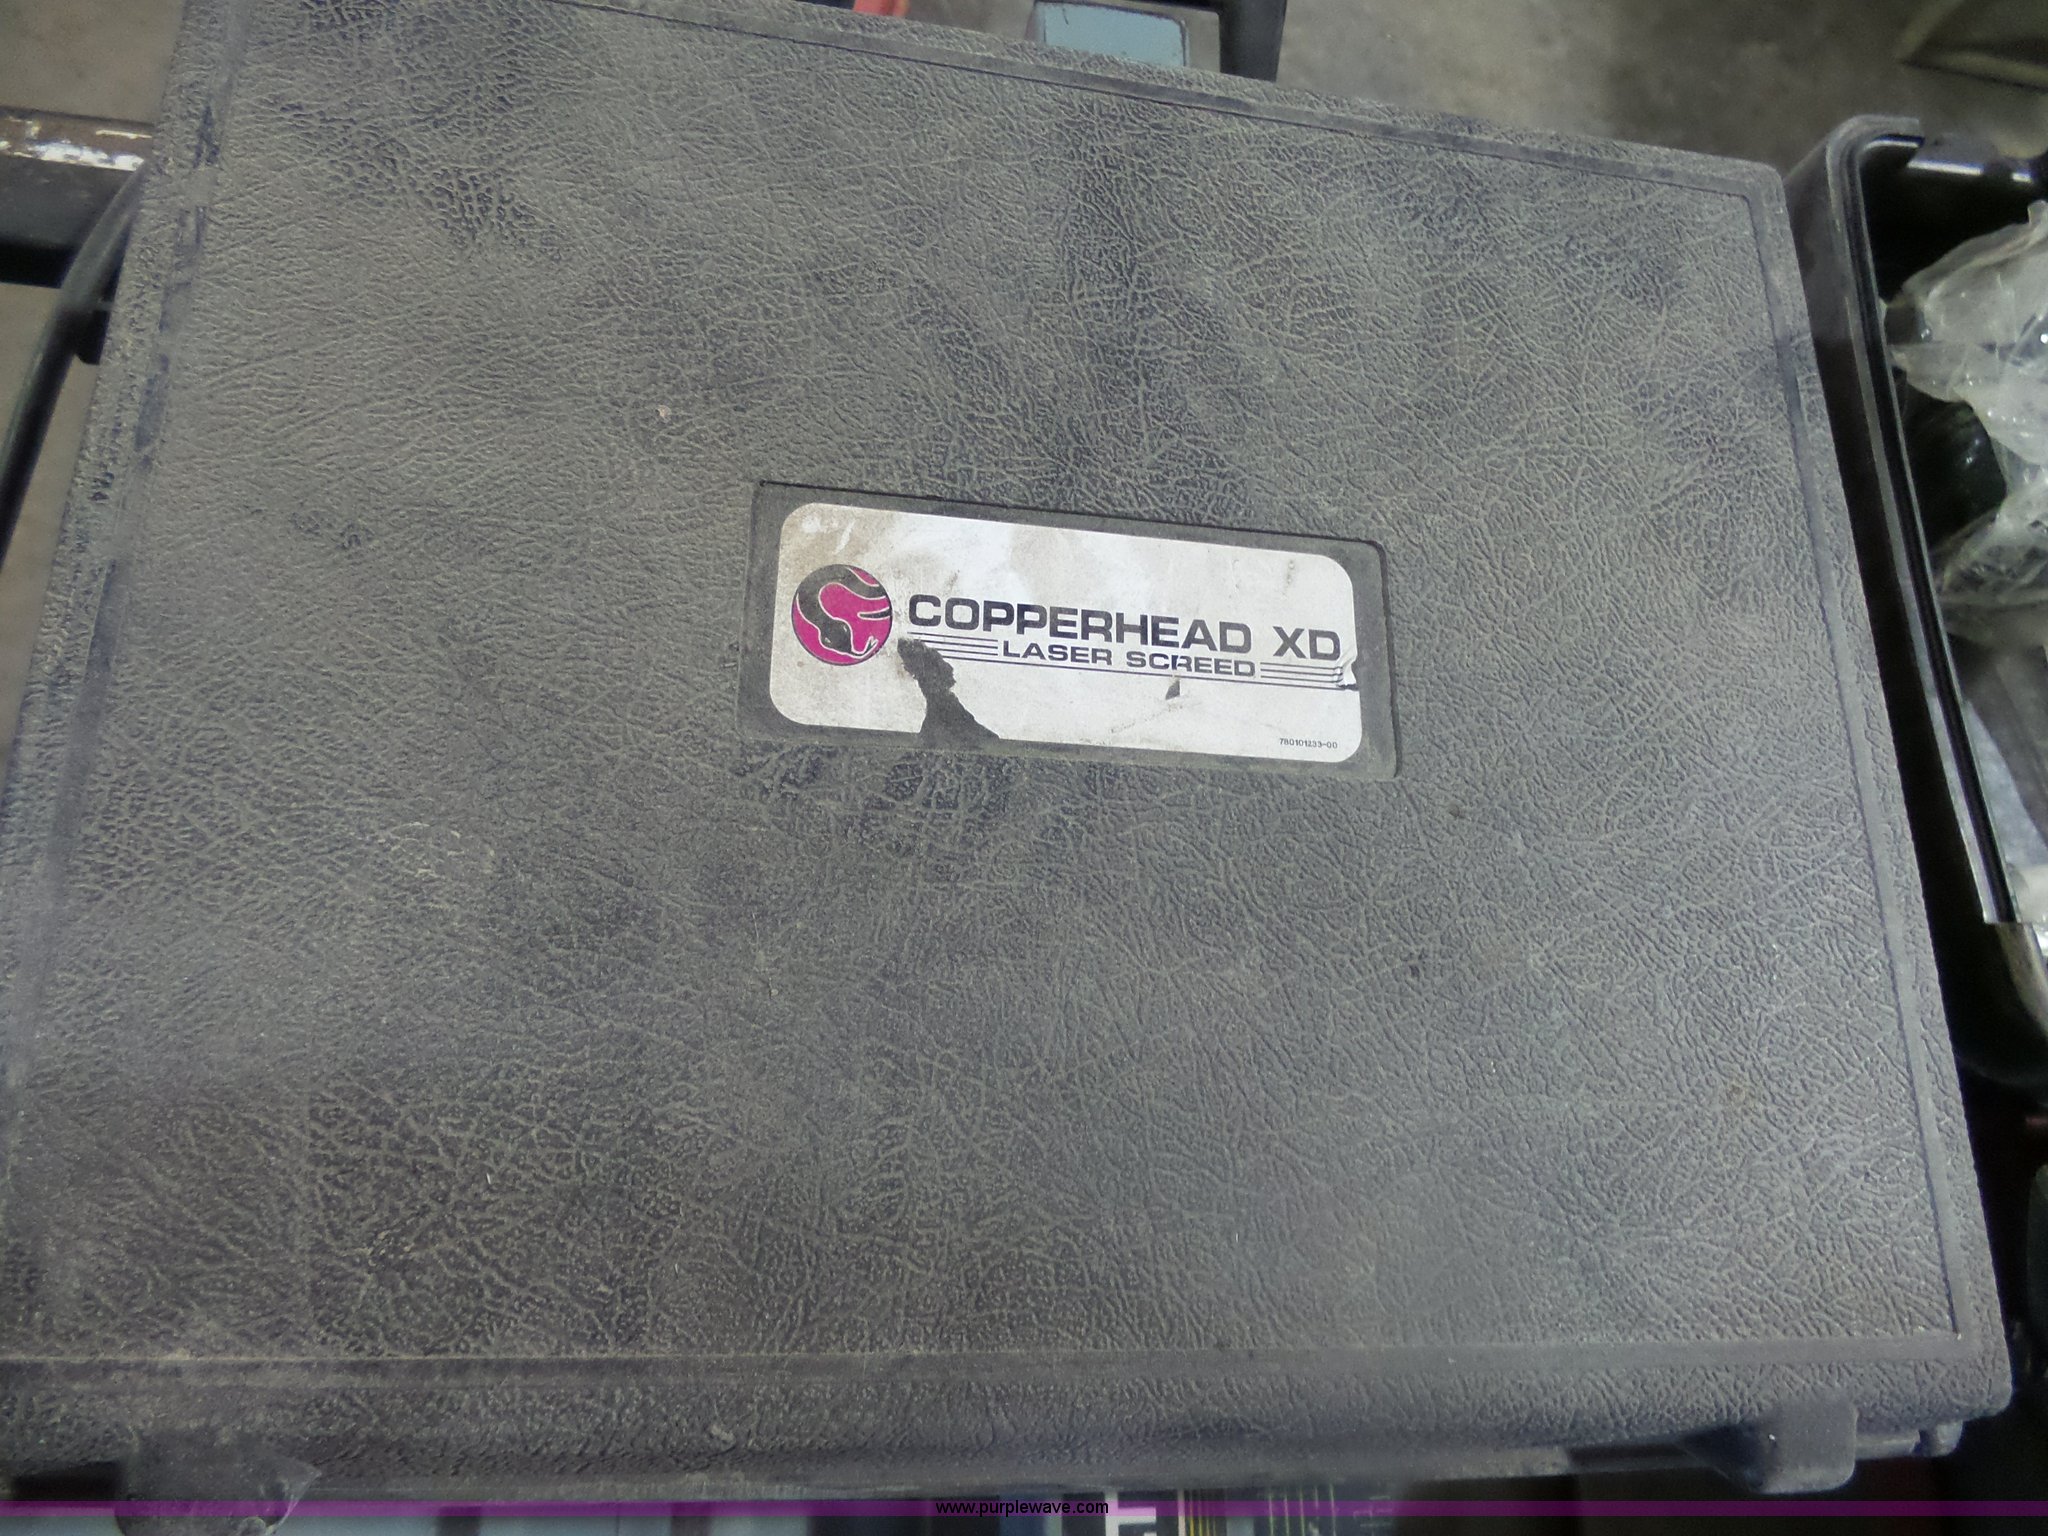 COPPERHEAD XD
LASER SCREED
780101233-00
www.purplewave.com